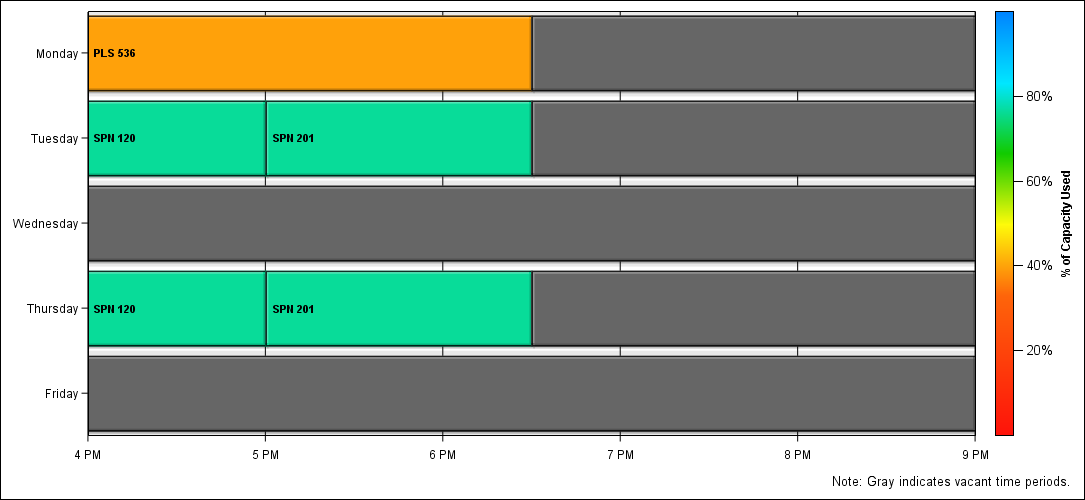 Monday
PLS 536
Tuesday
SPN 120
SPN 201
Wednesday
Thursday
SPN 120
SPN 201
Friday
4 PM
5 PM
6 PM
7 PM
8 PM
9 PM
80%
60%
40%
20%
% of Capacity Used
Note: Gray indicates vacant time periods.